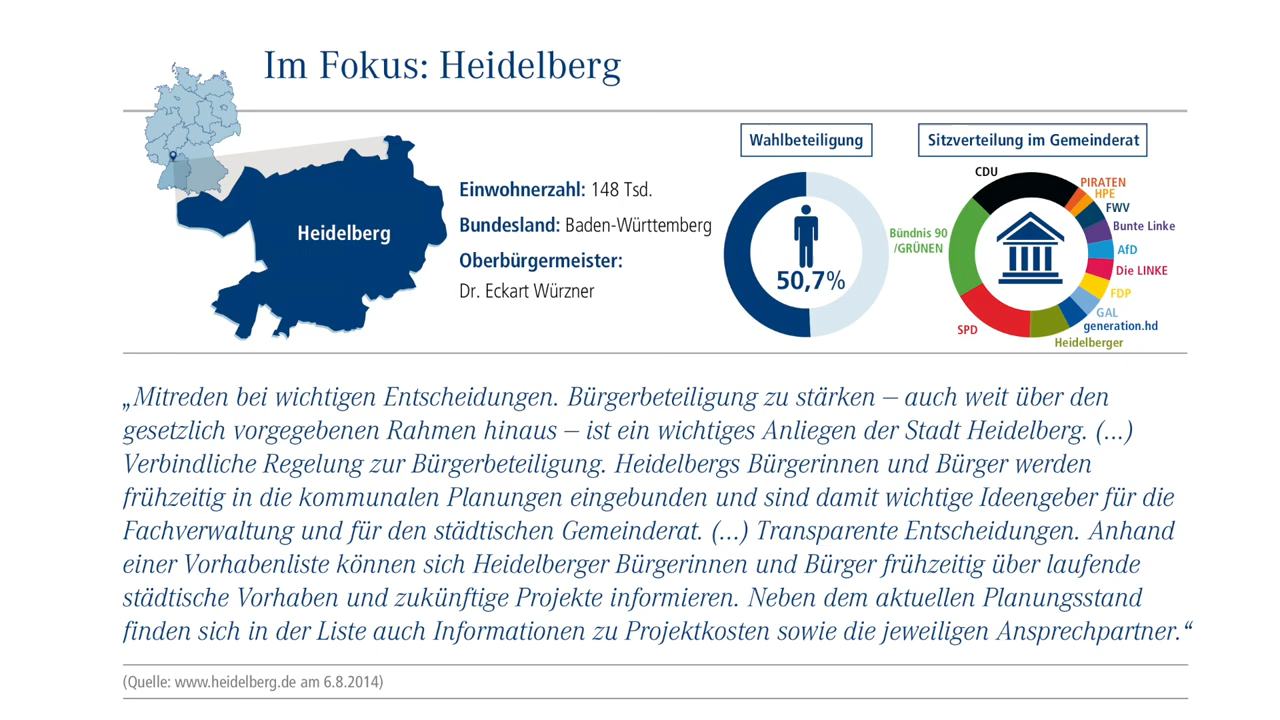 Im Fokus: Heidelberg
Heidelberg
Einwohnerzahl: 148 Tsd.
Bundesland: Baden-Württemberg
Oberbürgermeister:
Dr. Eckart Würzner
Wahlbeteiligung
50,7%
Sitzverteilung im Gemeinderat
CDU
PIRATEN
HPE
FWV
Bunte Linke
AfD
Die LINKE
FDP
GAL
generation.hd
Heidelberger
SPD
Bündnis 90
/GRÜNEN
„Mitreden bei wichtigen Entscheidungen. Bürgerbeteiligung zu stärken – auch weit über den
gesetzlich vorgegebenen Rahmen hinaus – ist ein wichtiges Anliegen der Stadt Heidelberg. (...)
Verbindliche Regelung zur Bürgerbeteiligung. Heidelbergs Bürgerinnen und Bürger werden
frühzeitig in die kommunalen Planungen eingebunden und sind damit wichtige Ideengeber für die
Fachverwaltung und für den städtischen Gemeinderat. (...) Transparente Entscheidungen. Anhand
einer Vorhabenliste können sich Heidelberger Bürgerinnen und Bürger frühzeitig über laufende
städtische Vorhaben und zukünftige Projekte informieren. Neben dem aktuellen Planungsstand
finden sich in der Liste auch Informationen zu Projektkosten sowie die jeweiligen Ansprechpartner.“
(Quelle: www.heidelberg.de am 6.8.2014)